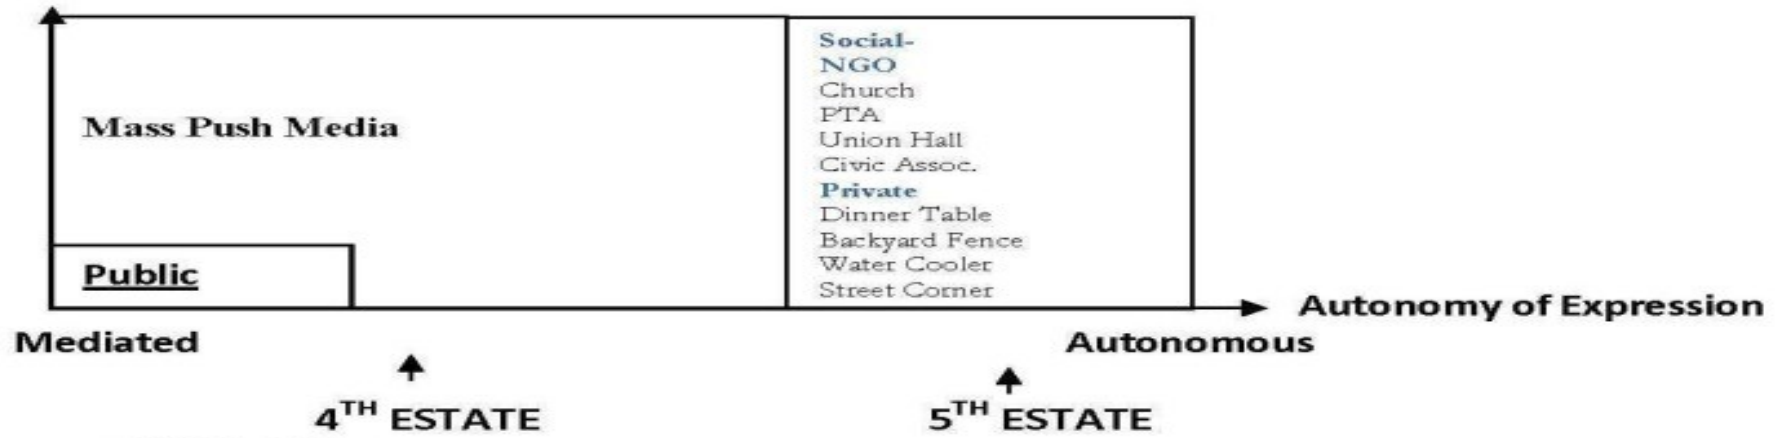 Mass Push Media
Public
Social-
NGO
Church
PTA
Union Hall
Civic Assoc.
Private
Dinner Table
Backyard Fence
Water Cooler
Street Corner
Autonomy of Expression
Mediated
Autonomous
4TH ESTATE
5TH ESTATE